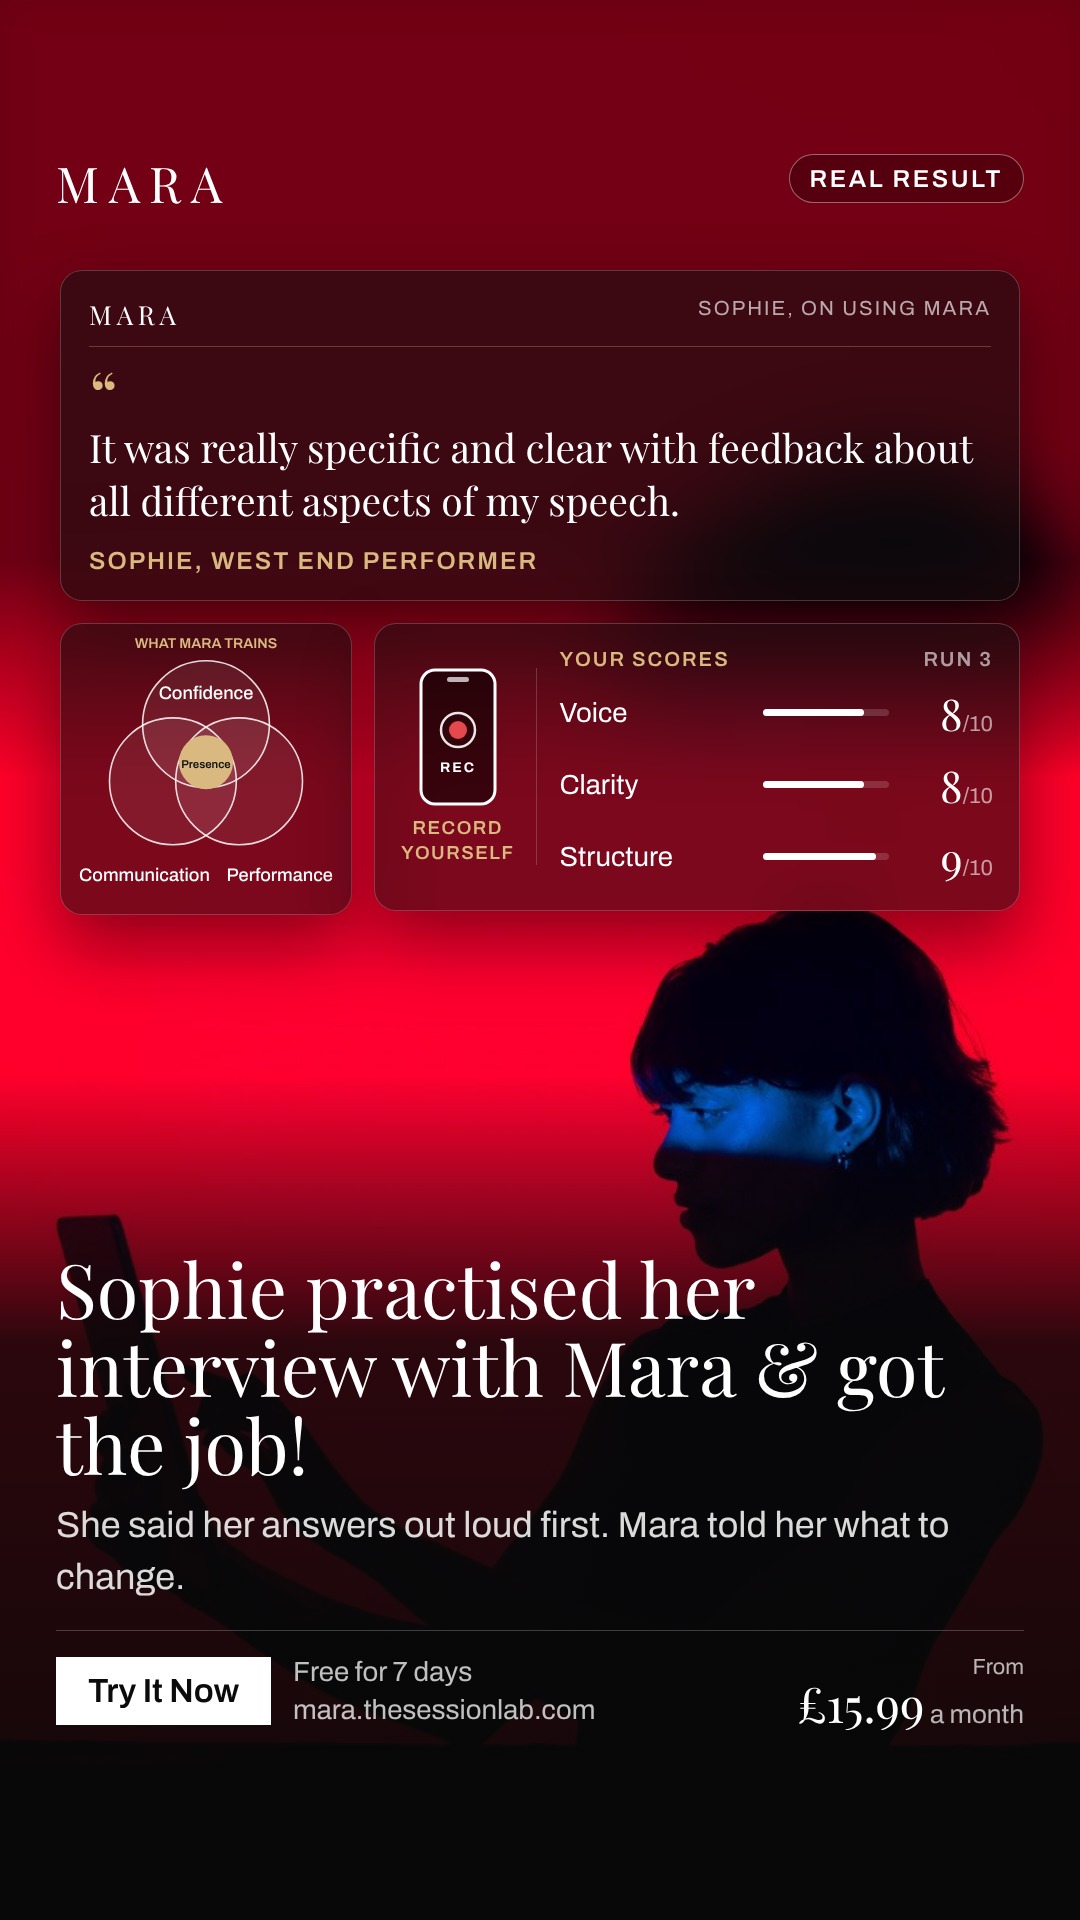 MARA
REAL RESULT
MARA
SOPHIE, ON USING MARA
“
It was really specific and clear with feedback about
all different aspects of my speech.
SOPHIE, WEST END PERFORMER
WHAT MARA TRAINS
Confidence
Presence
Communication
Performance
REC
RECORD
YOURSELF
YOUR SCORES
RUN 3
Voice
8/10
Clarity
8/10
Structure
9/10
Sophie practised her
interview with Mara & got
the job!
She said her answers out loud first. Mara told her what to
change.
Try It Now
Free for 7 days
mara.thesessionlab.com
From
£15.99 a month